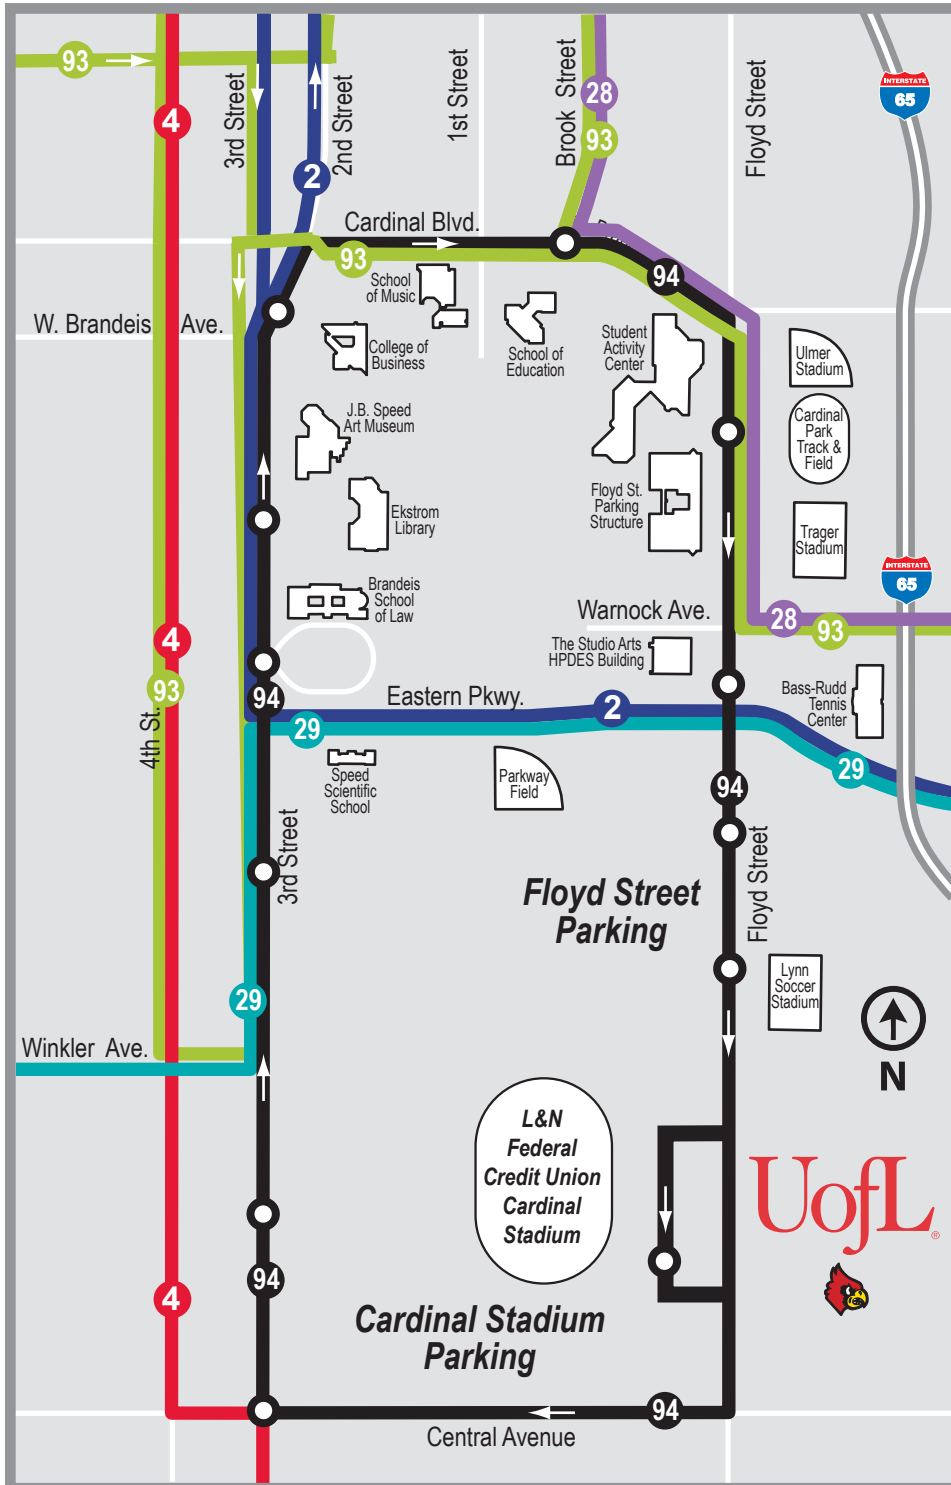 93
4
3rd Street
2nd Street
1st Street
Brook Street
28
93
Floyd Street
INTERSTATE
65
2
Cardinal Blvd.
93
94
W. Brandeis Ave.
School
of Music
College of
Business
School of
Education
Student
Activity
Center
Ulmer
Stadium
J.B. Speed
Art Museum
Cardinal
Park
Track &
Field
Ekstrom
Library
Floyd St.
Parking
Structure
Trager
Stadium
INTERSTATE
65
Brandeis
School
of Law
Warnock Ave.
28
93
4
The Studio Arts
HPDES Building
93
94
Eastern Pkwy.
2
Bass-Rudd
Tennis
Center
4th St.
29
29
Speed
Scientific
School
Parkway
Field
94
3rd Street
Floyd Street
Floyd Street
Parking
Lynn
Soccer
Stadium
29
Winkler Ave.
N
L&N
Federal
Credit Union
Cardinal
Stadium
UofL®
94
4
Cardinal Stadium
Parking
94
Central Avenue